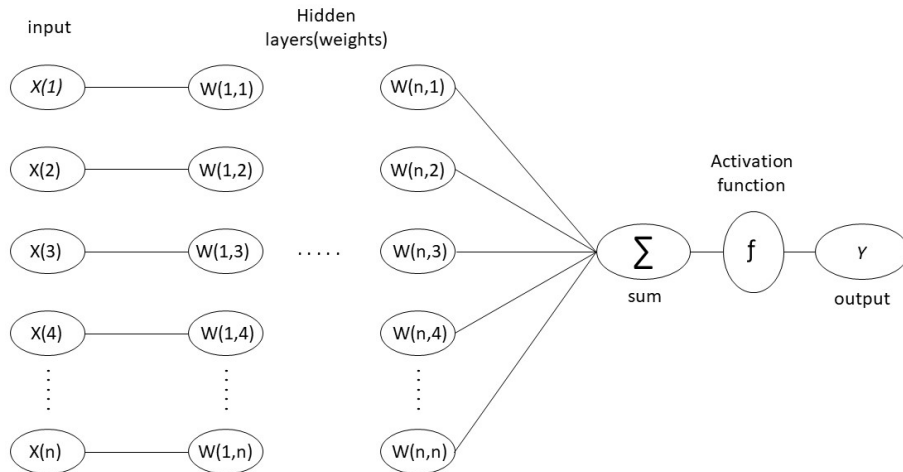 input
Hidden
layers(weights)
X(1)
W(1,1)
W(n,1)
X(2)
W(1,2)
W(n,2)
Activation
function
X(3)
W(1,3)
.....
W(n,3)
∑
ƒ
Y
sum
output
X(4)
W(1,4)
W(n,4)
X(n)
W(1,n)
W(n,n)